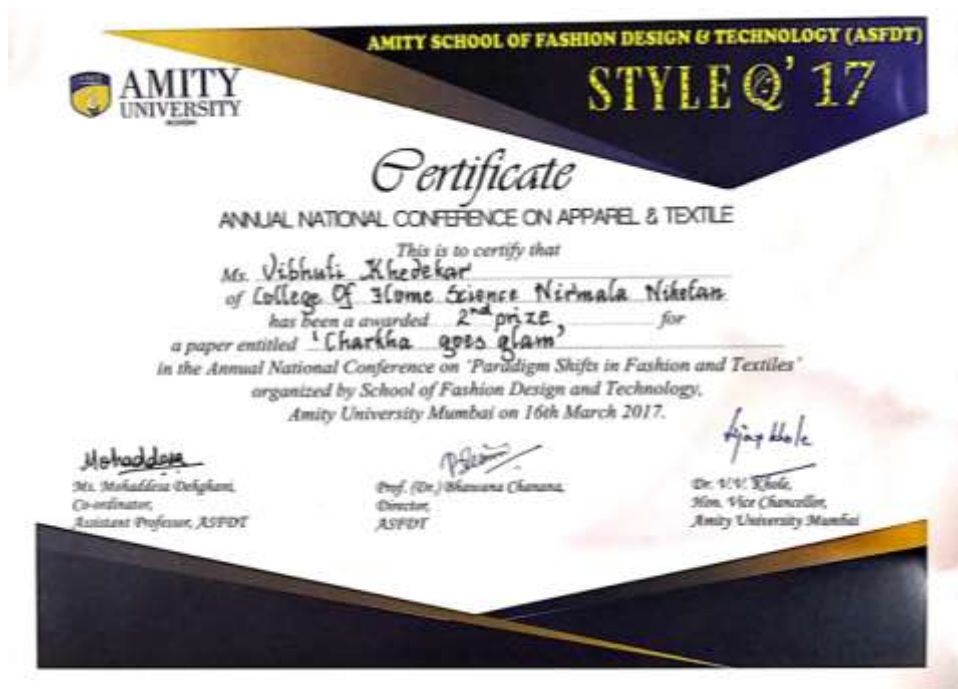 AMITY SCHOOL OF FASHION DESIGN & TECHNOLOGY (ASFDT)
AMITY
UNIVERSITY
STYLE Q' 17
Certificate
ANNUAL NATIONAL CONFERENCE ON APPAREL & TEXTILE
This is to certify that
Ms. Vibhuti Khedekar
of College Of Home Science Nirmala Niketan
has been a awarded 2nd prize, for
a paper entitled 'Charkha goes glam'
in the Annual National Conference on "Paradigm Shifts in Fashion and Textiles"
organized by School of Fashion Design and Technology,
Amity University Mumbai on 16th March 2017.
Ms. Mohaddesa Dehghani,
Co-ordinator,
Assistant Professor, ASFDT
Prof. (Dr.) Bhawana Chanana,
Director,
ASFDT
Dr. V.V. Khole,
Hon. Vice Chancellor,
Amity University Mumbai